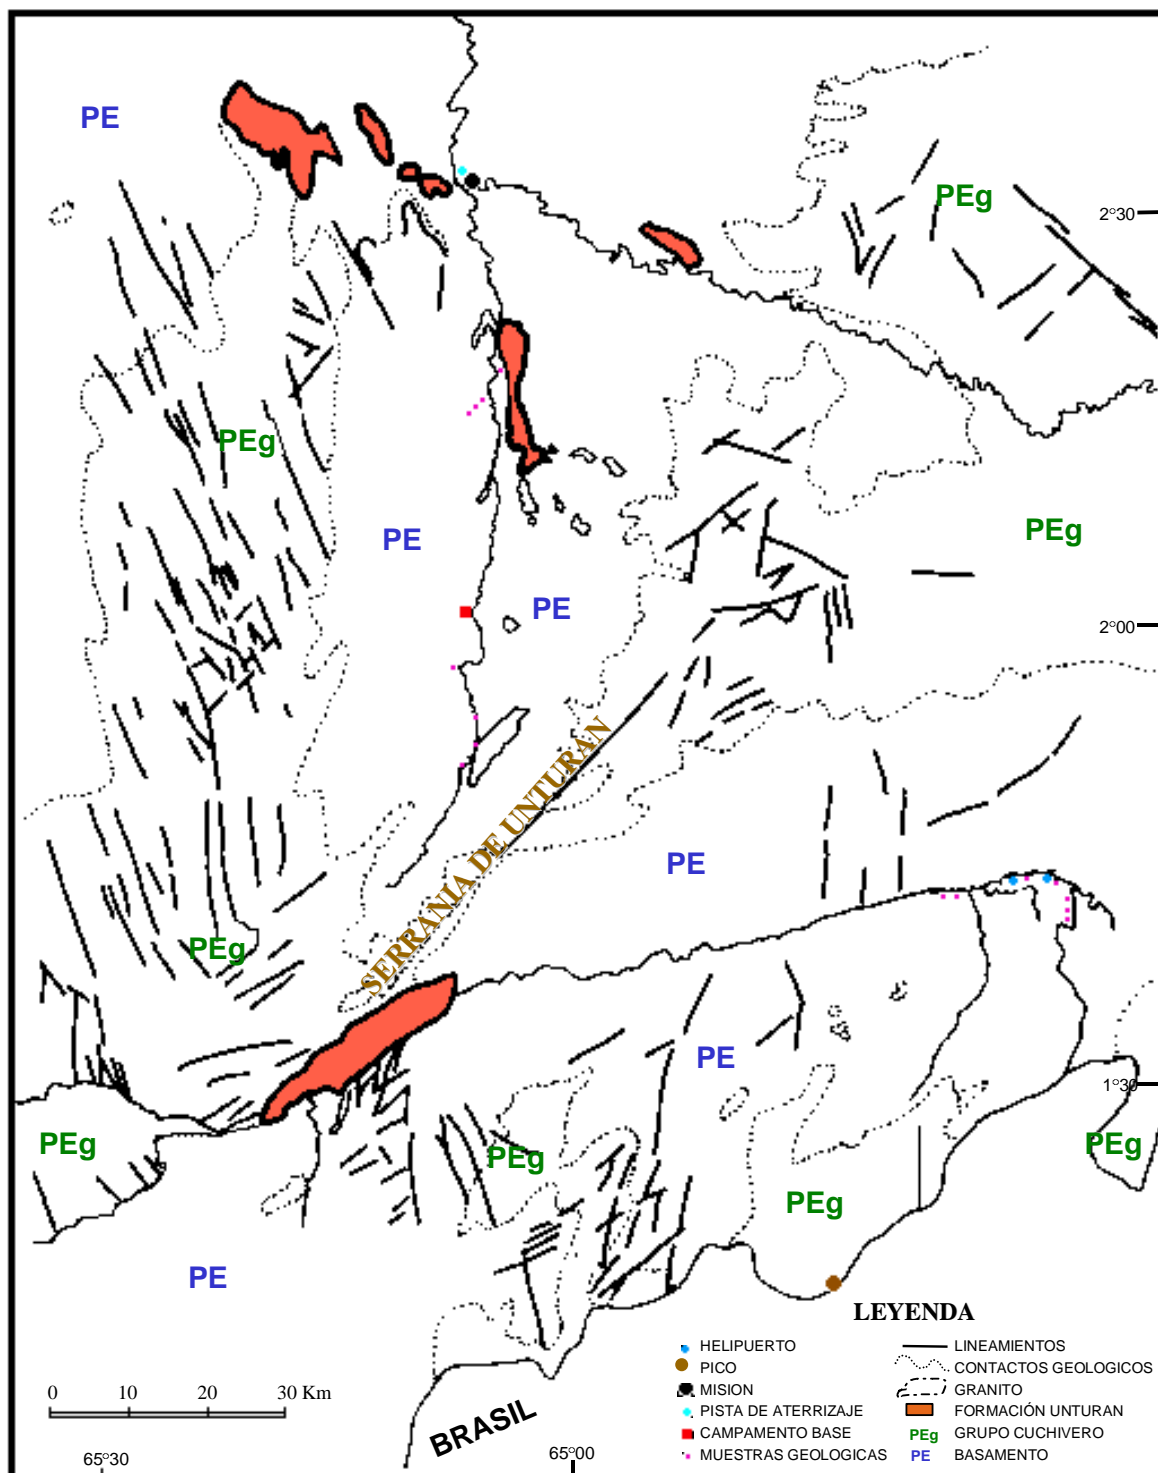 PE
PEg
2°30
PEg
PEg
PE
PE
2°00
SERRANIA DE UNTURAN
PE
PEg
PE
1°30
PEg
PEg
PEg
PEg
PE
LEYENDA
HELIPUERTO
PICO
MISION
PISTA DE ATERRIZAJE
CAMPAMENTO BASE
MUESTRAS GEOLOGICAS
LINEAMIENTOS
CONTACTOS GEOLOGICOS
GRANITO
FORMACIÓN UNTURAN
PEg GRUPO CUCHIVERO
PE BASAMENTO
0 10 20 30 Km
BRASIL
65°30
65°00